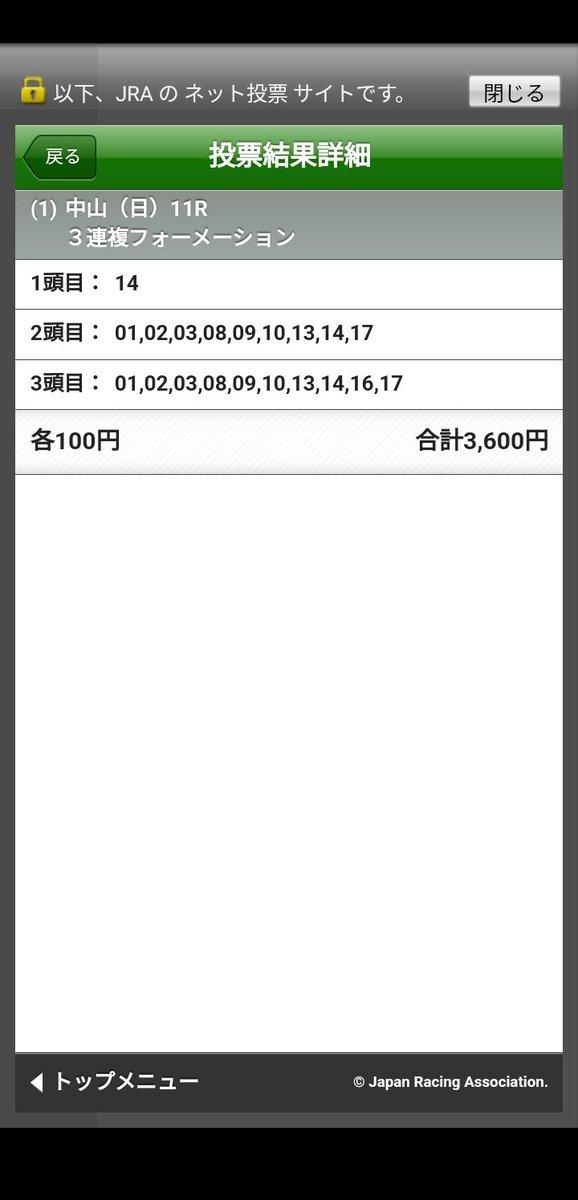 以下、JRA の ネット投票 サイトです。 閉じる
戻る 投票結果詳細
(1) 中山（日）11R
３連複フォーメーション
1頭目： 14
2頭目： 01,02,03,08,09,10,13,14,17
3頭目： 01,02,03,08,09,10,13,14,16,17
各100円 合計3,600円
トップメニュー © Japan Racing Association.